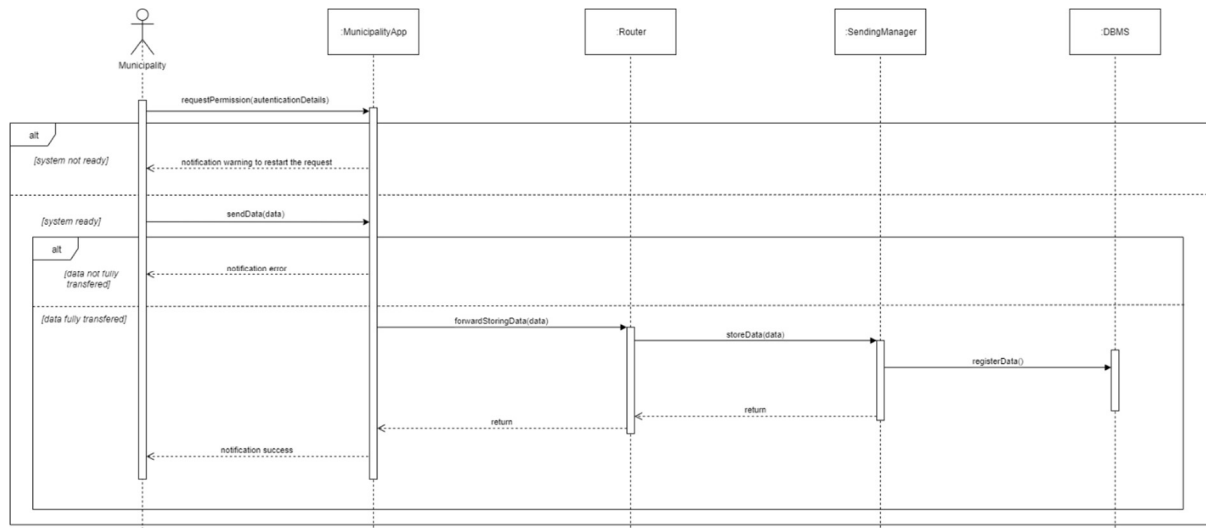 :MunicipalityApp
:Router
:SendingManager
:DBMS
Municipality
requestPermission(autenticationDetails)
alt
[system not ready]
notification warning to restart the request
sendData(data)
[system ready]
alt
notification error
[data not fully
transfered]
[data fully transfered]
forwardStoringData(data)
storeData(data)
registerData()
return
return
notification success